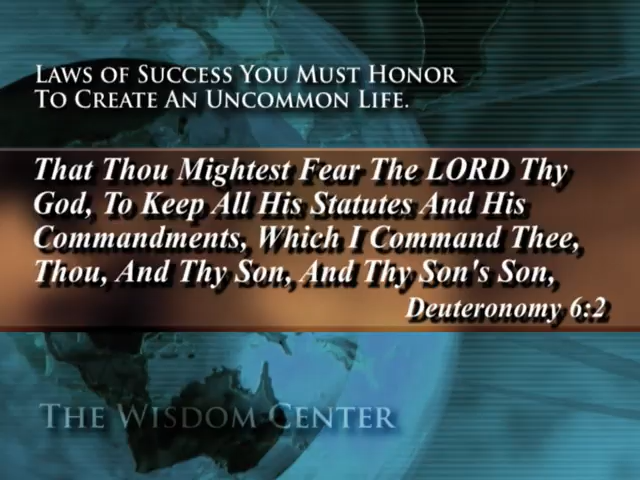 Laws of Success You Must Honor
To Create An Uncommon Life.
That Thou Mightest Fear The LORD Thy
God, To Keep All His Statutes And His
Commandments, Which I Command Thee,
Thou, And Thy Son, And Thy Son's Son,
Deuteronomy 6:2
The Wisdom Center